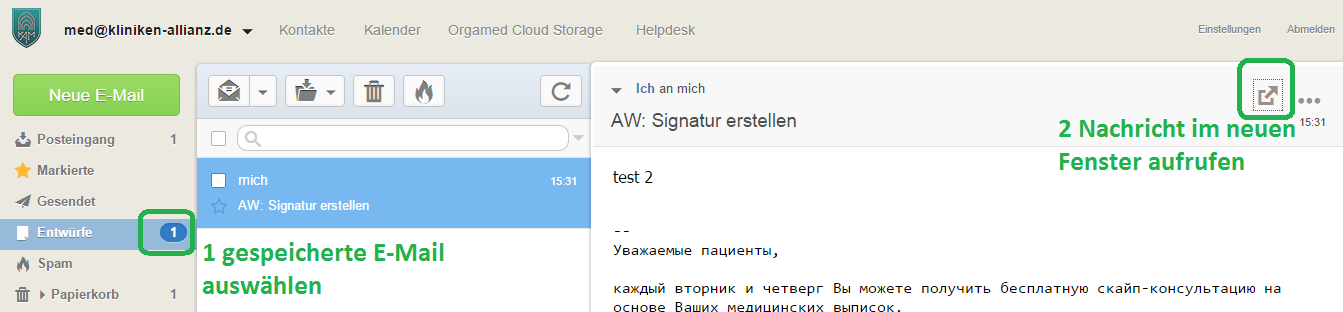 КАМ
med@kliniken-allianz.de Kontakte Kalender Orgamed Cloud Storage Helpdesk Einstellungen Abmelden
Neue E-Mail
Posteingang 1
Markierte
Gesendet
Entwürfe 1
Spam
Papierkorb 1
mich 15:31
AW: Signatur erstellen
1 gespeicherte E-Mail
auswählen
Ich an mich
AW: Signatur erstellen
15:31
2 Nachricht im neuen
Fenster aufrufen
test 2
--
Уважаемые пациенты,
каждый вторник и четверг Вы можете получить бесплатную скайп-консультацию на
основе Ваших медицинских выписок.